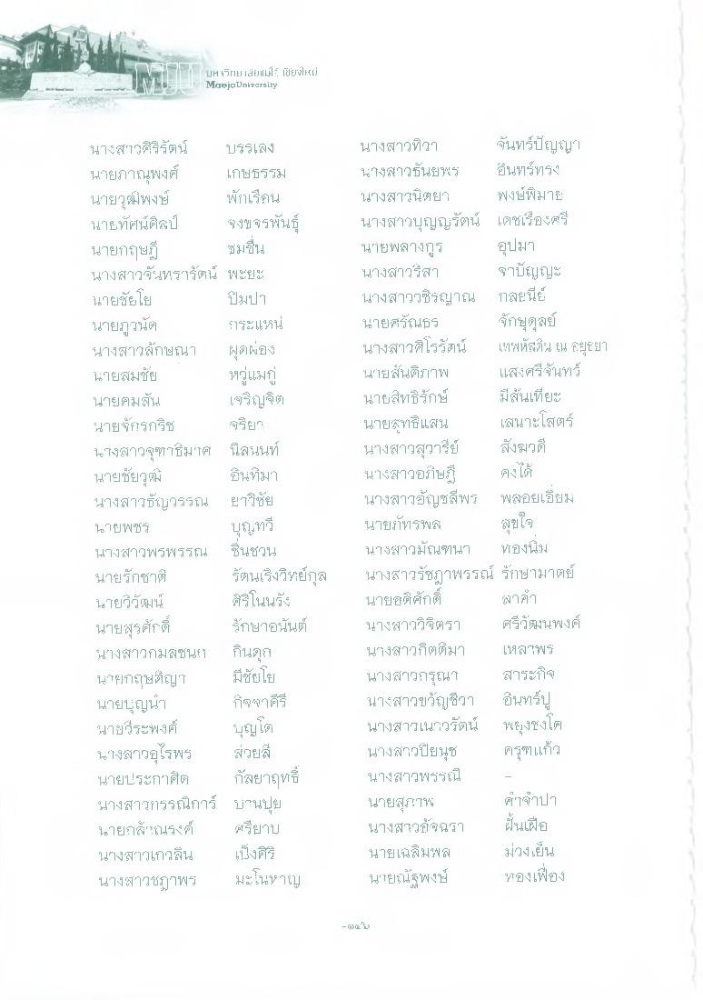 MJU
มหาวิทยาลัยแม่โจ้ เชียงใหม่
MaejoUniversity
นางสาวศิริรัตน์ บรรเลง
นายภาณุพงศ์ เกษธรรม
นายวุฒิพงษ์ พักเรือน
นายทัศน์ศิลป์ จงขจรพันธุ์
นายกฤษฎี ชมชื่น
นางสาวจันทรารัตน์ พะยะ
นายชัยโย ปิมปา
นายภูวนัด กระแหน่
นางสาวลักษณา ผุดผ่อง
นายสมชัย หวู่แมกู่
นายคมสัน เจริญจิต
นายจักรกริช จริยา
นางสาวจุฑาธิมาศ นิลนนท์
นายชัยวุฒิ อินทิมา
นางสาวธัญวรรณ ยาวิชัย
นายพชร บุญทวี
นางสาวพรพรรณ ชื่นชวน
นายรักชาติ รัตนเริงวิทย์กุล
นายวิวัฒน์ ศิริโนนรัง
นายสุรศักดิ์ รักษาอนันต์
นางสาวกมลชนก กินดุก
นายกฤษติญา มีชัยโย
นายบุญนำ กิจจาคีรี
นายวีระพงศ์ บุญโต
นางสาวอุไรพร ส่วยสี
นายประกาศิต กัลยาฤทธิ์
นางสาวกรรณิการ์ บานปุย
นายกล้าณรงค์ ศรียาบ
นางสาวเกวลิน เบ็งศิริ
นางสาวชฎาพร มะโนหาญ
นางสาวทิวา จันทร์ปัญญา
นางสาวธันยพร อินทร์ทรง
นางสาวนิตยา พงษ์พิมาย
นางสาวบุญญรัตน์ เดชเรืองศรี
นายพลางกูร อุปมา
นางสาวริสา จาบัญญะ
นางสาววชิรญาณ กลยนีย์
นายศรัณธร จักษุดุลย์
นางสาวศิโรรัตน์ เทพหัสดิน ณ อยุธยา
นายสันติภาพ แสงศรีจันทร์
นายสิทธิรักษ์ มีสันเทียะ
นายสุทธิแสน เสนาะโสตร์
นางสาวสุวารีย์ สังฆวดี
นางสาวอภิษฎี คงได้
นางสาวอัญชลีพร พลอยเอี่ยม
นายภัทรพล สุขใจ
นางสาวมัณฑนา ทองนิ่ม
นางสาวรัชฎาพรรณ์ รักษามาตย์
นายอดิศักดิ์ ลาคำ
นางสาววิจิตรา ศรีวัฒนพงศ์
นางสาวกิตติมา เหลาพร
นางสาวกรุณา สาระกิจ
นางสาวขวัญชีวา อินทร์ปู
นางสาวเนาวรัตน์ พยุงชงโค
นางสาวปิยนุช ครุฑแก้ว
นางสาวพรรณี -
นายสุภาพ คำจำปา
นางสาวอัจฉรา ฝั้นเฝือ
นายเฉลิมพล ม่วงเย็น
นายณัฐพงษ์ ทองเฟื่อง